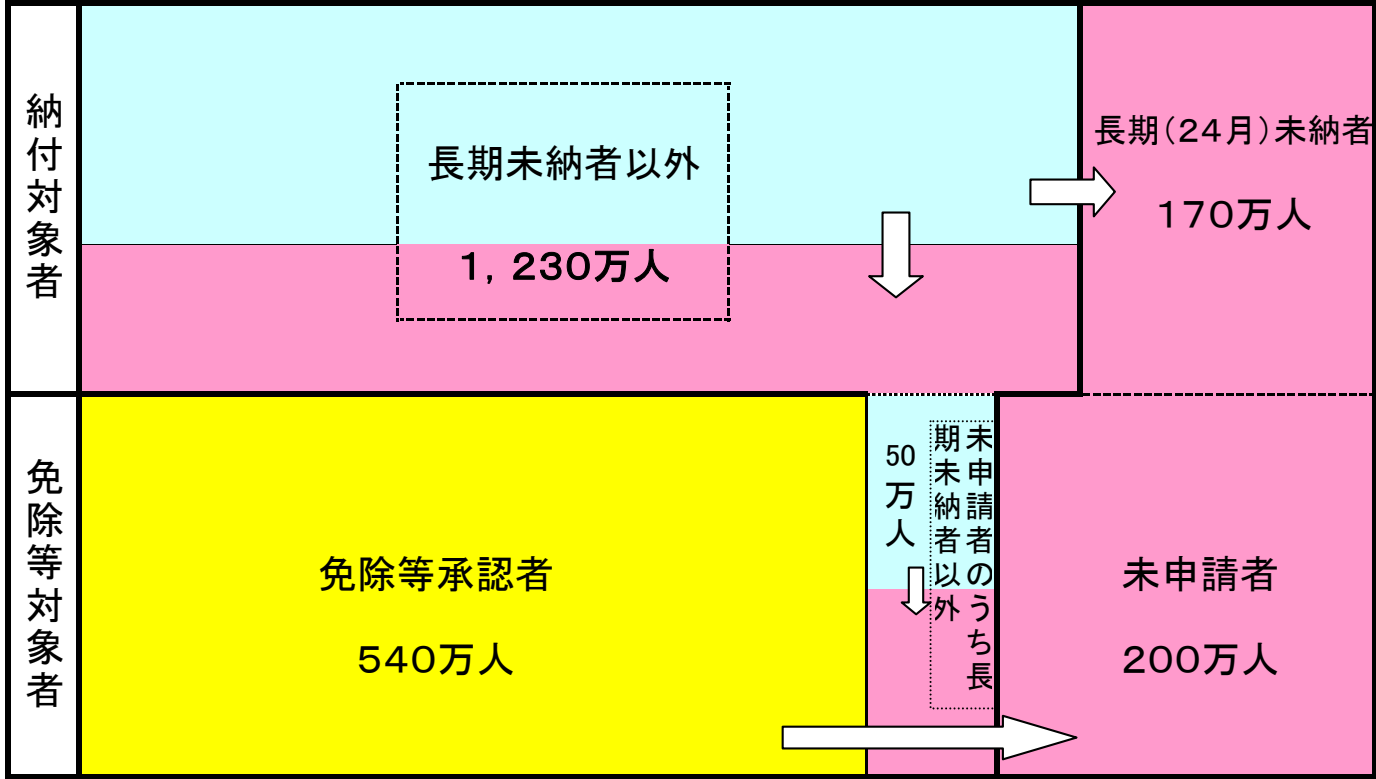 納付対象者
長期未納者以外
1，230万人
長期（24月）未納者
170万人
免除等対象者
免除等承認者
540万人
50万人
未申請者のうち長
期未納者以外
未申請者
200万人